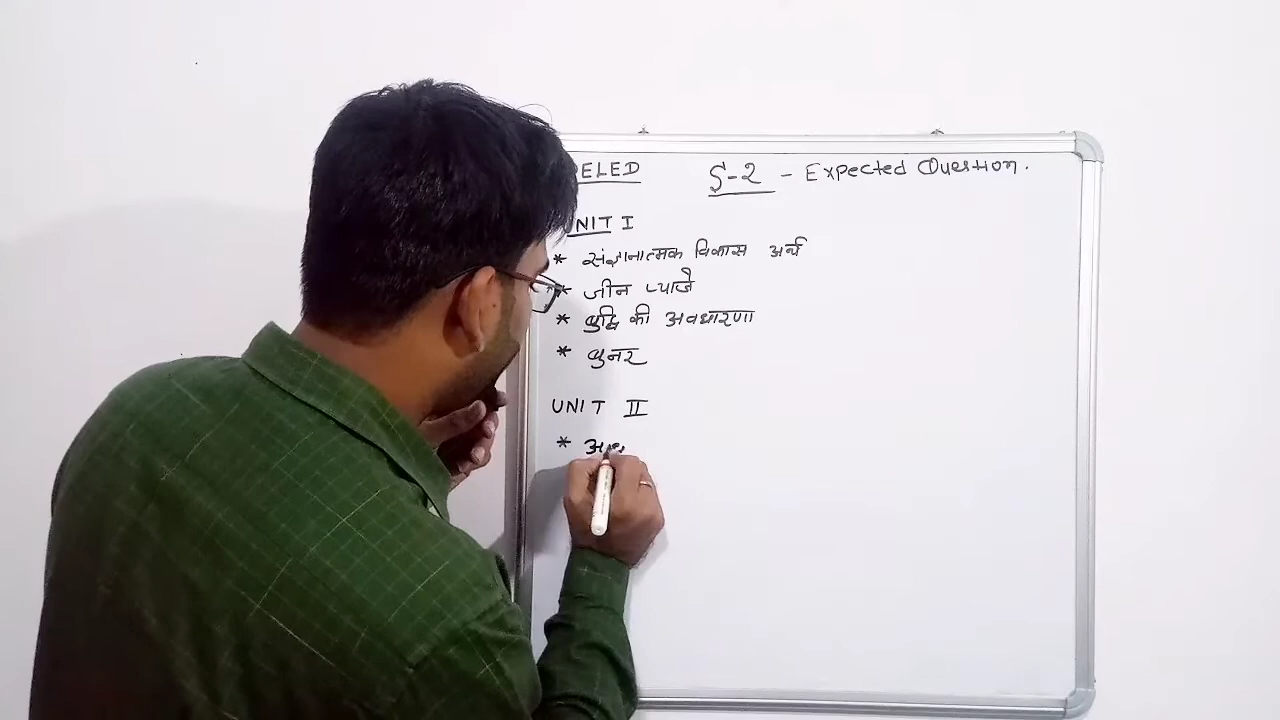 ELED S-2 - Expected Question.
NIT I
* संज्ञानात्मक विकास अर्थ
* जीन प्याजे
* बुद्धि की अवधारणा
* ब्रुनर
UNIT II
*